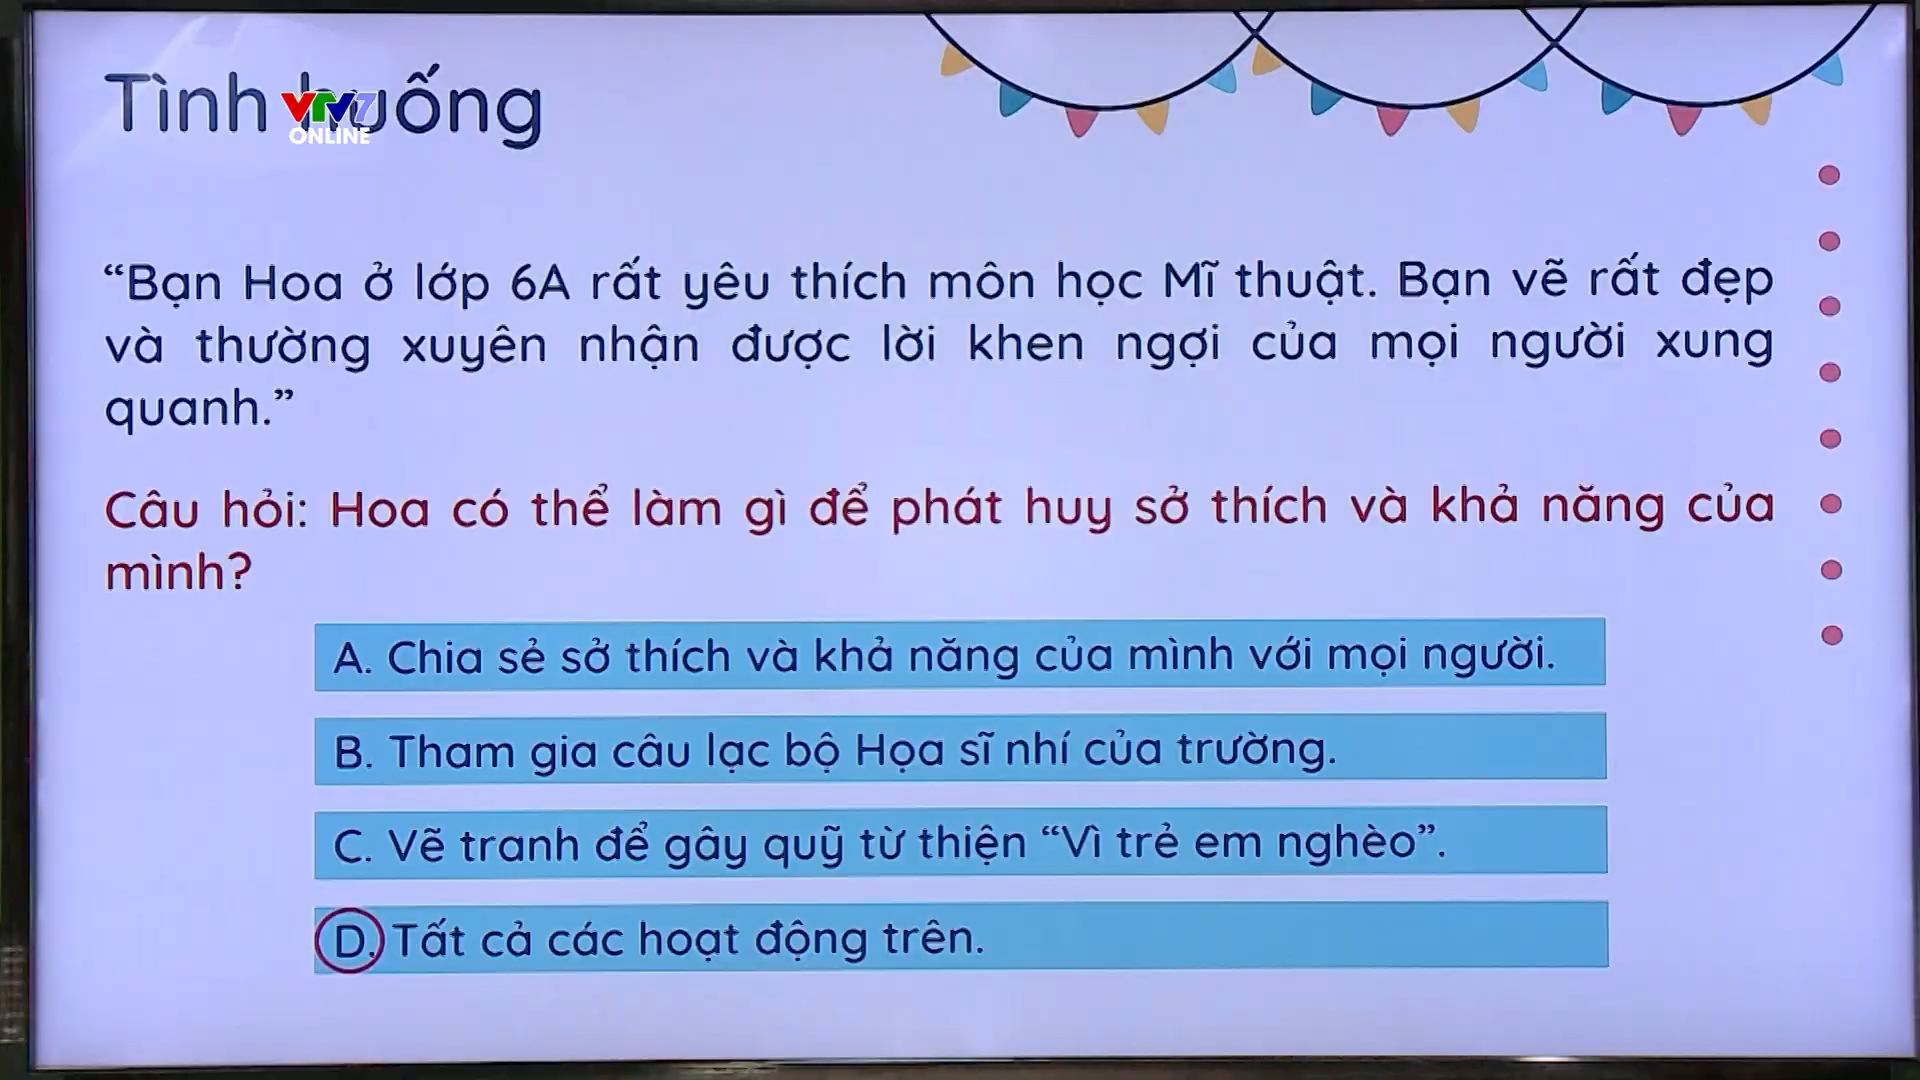 Tình huống
VTV7
ONLINE
“Bạn Hoa ở lớp 6A rất yêu thích môn học Mĩ thuật. Bạn vẽ rất đẹp
và thường xuyên nhận được lời khen ngợi của mọi người xung
quanh.”
Câu hỏi: Hoa có thể làm gì để phát huy sở thích và khả năng của
mình?
A. Chia sẻ sở thích và khả năng của mình với mọi người.
B. Tham gia câu lạc bộ Họa sĩ nhí của trường.
C. Vẽ tranh để gây quỹ từ thiện “Vì trẻ em nghèo”.
D. Tất cả các hoạt động trên.